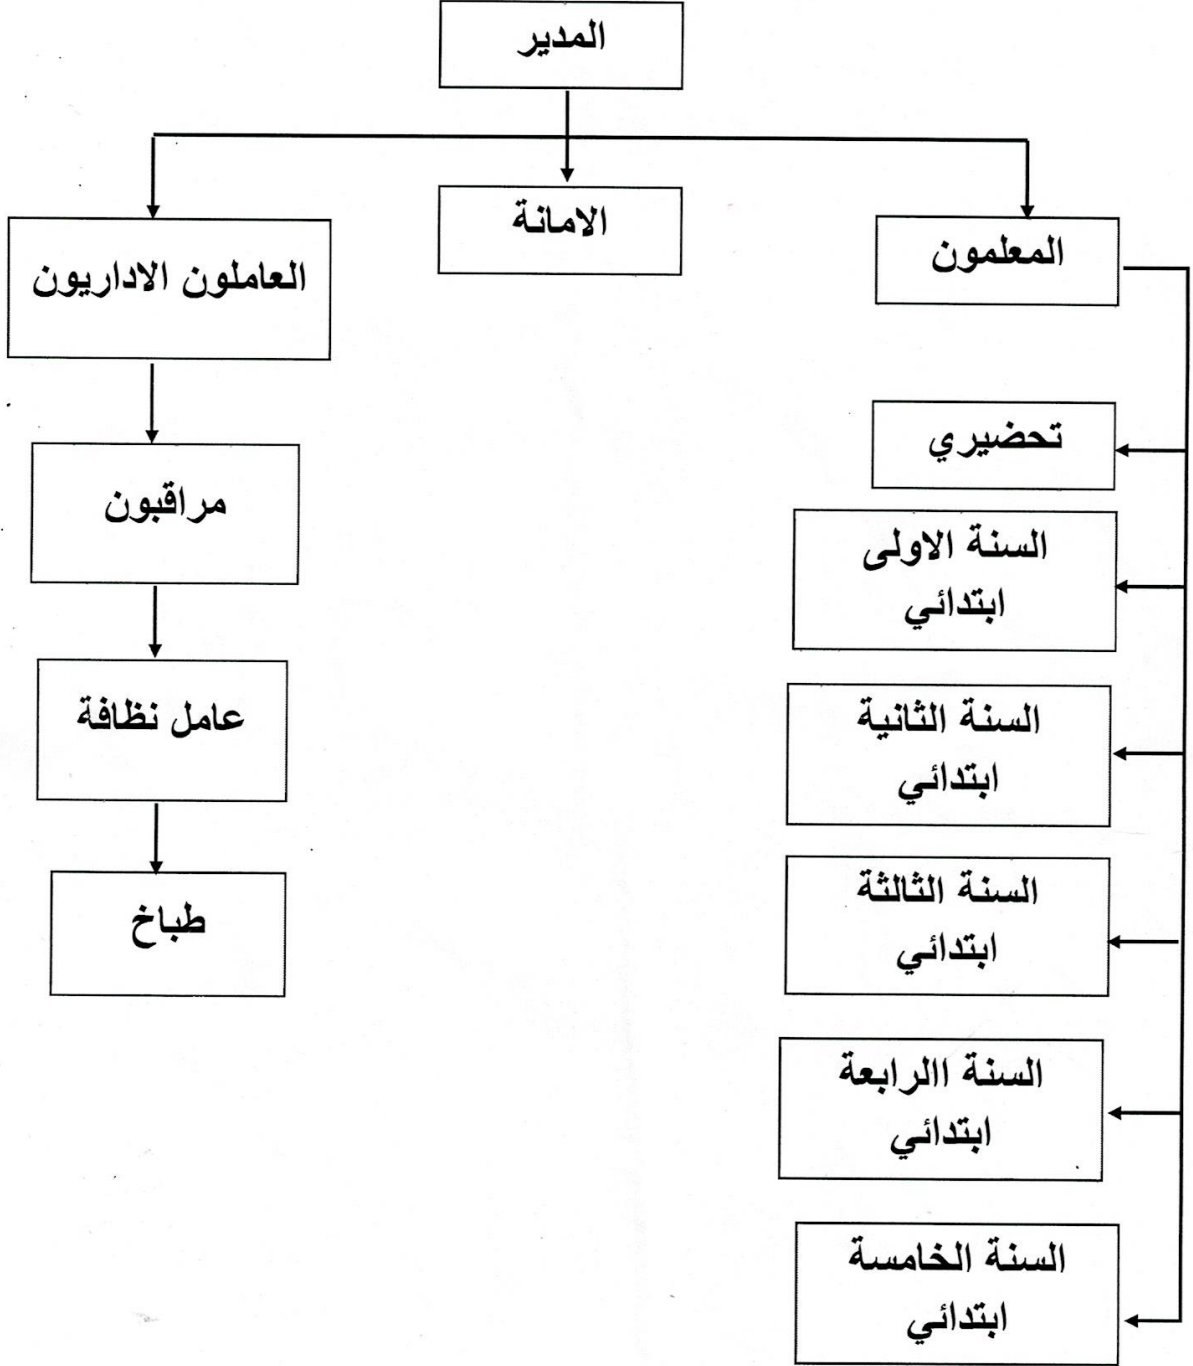 المدير
الامانة
المعلمون
العاملون الاداريون
تحضيري
مراقبون
السنة الاولى
ابتدائي
عامل نظافة
السنة الثانية
ابتدائي
طباخ
السنة الثالثة
ابتدائي
السنة االرابعة
ابتدائي
السنة الخامسة
ابتدائي